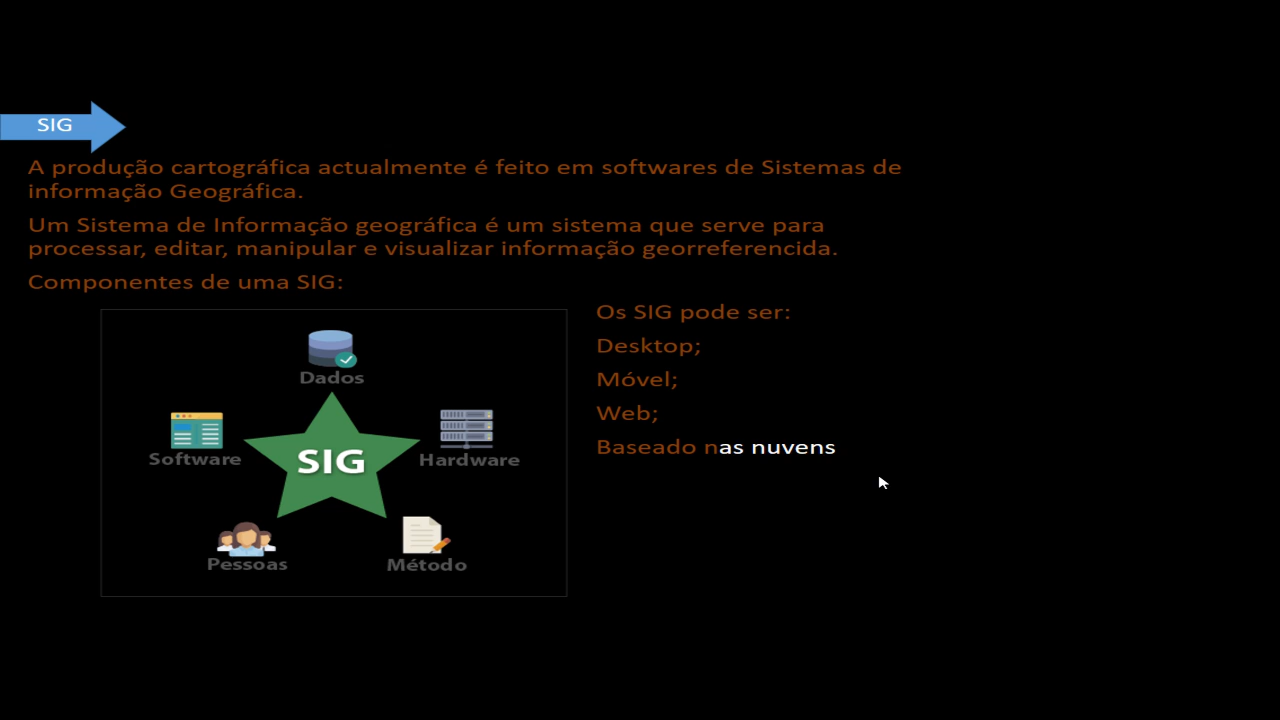 SIG
A produção cartográfica actualmente é feito em softwares de Sistemas de
informação Geográfica.
Um Sistema de Informação geográfica é um sistema que serve para
processar, editar, manipular e visualizar informação georreferencida.
Componentes de uma SIG:
Dados
Software
SIG
Hardware
Pessoas
Método
Os SIG pode ser:
Desktop;
Móvel;
Web;
Baseado nas nuvens